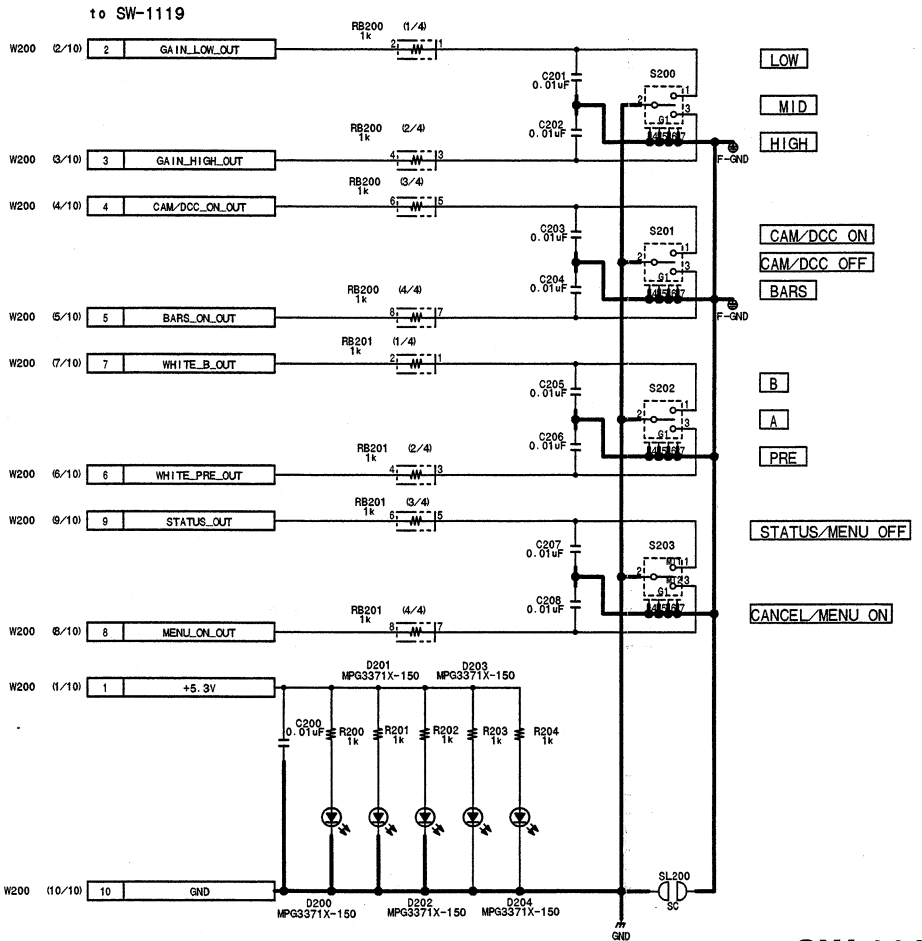 to SW-1119
RB200 (1/4)
1k
W200 (2/10) 2 GAIN_LOW_OUT 2 1
LOW
C201
0.01uF
S200
2 1
3
G1
MID
C202
0.01uF
RB200 (2/4)
1k
HIGH
W200 (3/10) 3 GAIN_HIGH_OUT 4 3
F-GND
RB200 (3/4)
1k
W200 (4/10) 4 CAM/DCC_ON_OUT 6 5
C203
0.01uF
S201
2 1
3
G1
CAM/DCC ON
CAM/DCC OFF
C204
0.01uF
BARS
RB200 (4/4)
1k
W200 (5/10) 5 BARS_ON_OUT 8 7
F-GND
RB201 (1/4)
1k
W200 (7/10) 7 WHITE_B_OUT 2 1
C205
0.01uF
S202
2 1
3
G1
B
A
C206
0.01uF
PRE
RB201 (2/4)
1k
W200 (6/10) 6 WHITE_PRE_OUT 4 3
RB201 (3/4)
1k
W200 (9/10) 9 STATUS_OUT 6 5
STATUS/MENU OFF
C207
0.01uF
S203
2 1
3
G1
C208
0.01uF
CANCEL/MENU ON
RB201 (4/4)
1k
W200 (8/10) 8 MENU_ON_OUT 8 7
D201
MPG3371X-150
D203
MPG3371X-150
W200 (1/10) 1 +5.3V
C200
0.01uF
R200
1k
R201
1k
R202
1k
R203
1k
R204
1k
W200 (10/10) 10 GND
SL200
SC
D200
MPG3371X-150
D202
MPG3371X-150
D204
MPG3371X-150
GND